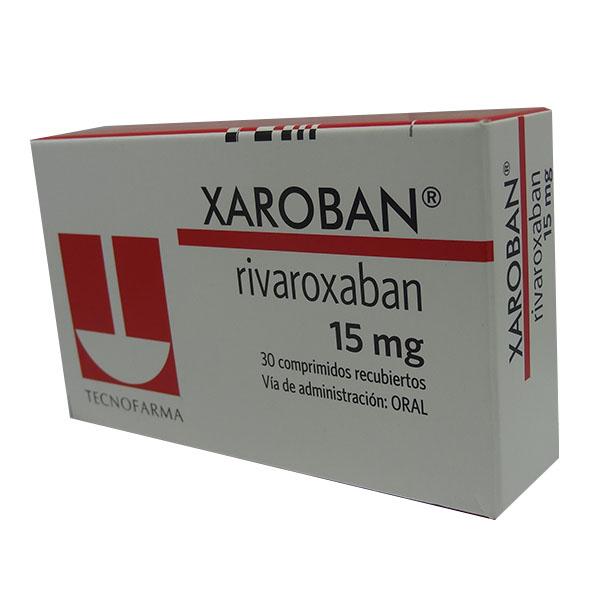 XAROBAN®
rivaroxaban
15 mg
30 comprimidos recubiertos
Vía de administración: ORAL
TECNOFARMA
XAROBAN®
rivaroxaban
15 mg